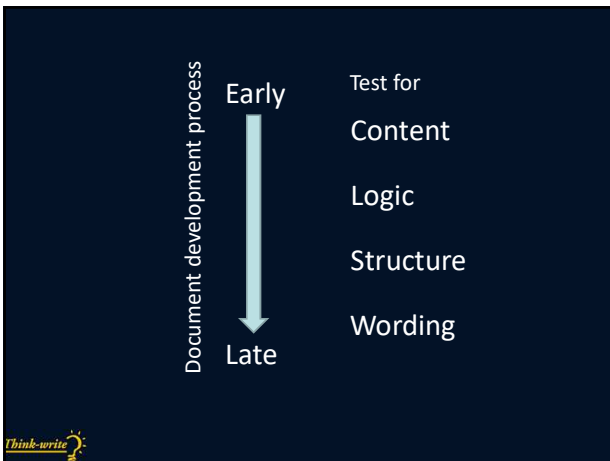 Document development process
Early
Late
Test for
Content
Logic
Structure
Wording
Think-write